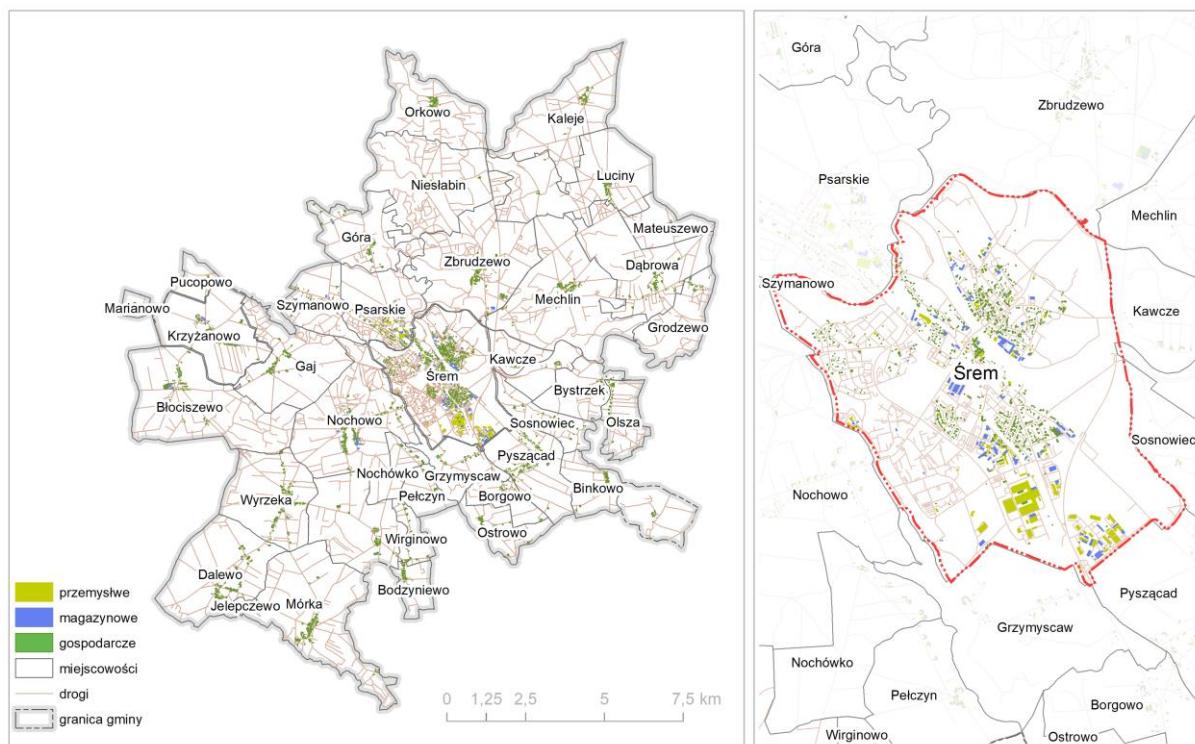 Orkowo
Kaleje
Niesłabin
Luciny
Mateuszewo
Góra
Zbrudzewo
Dąbrowa
Pucopowo
Mechlin
Szymanowo
Psarskie
Marianowo
Krzyżanowo
Grodzewo
Kawcze
Gaj
Śrem
Bystrzek
Błociszewo
Olsza
Nochowo
Sosnowiec
Pyszącad
Nochówko
Grzymyscaw
Pełczyn
Borgowo
Binkowo
Wyrzeka
Ostrowo
Wirginowo
Dalewo
Bodzyniewo
Jelepczewo
Mórka
przemysłwe
magazynowe
gospodarcze
miejscowości
drogi
granica gminy
0 1,25 2,5 5 7,5 km
Góra
Zbrudzewo
Psarskie
Mechlin
Szymanowo
Kawcze
Śrem
Sosnowiec
Nochowo
Pyszącad
Grzymyscaw
Nochówko
Pełczyn
Borgowo
Wirginowo
Ostrowo